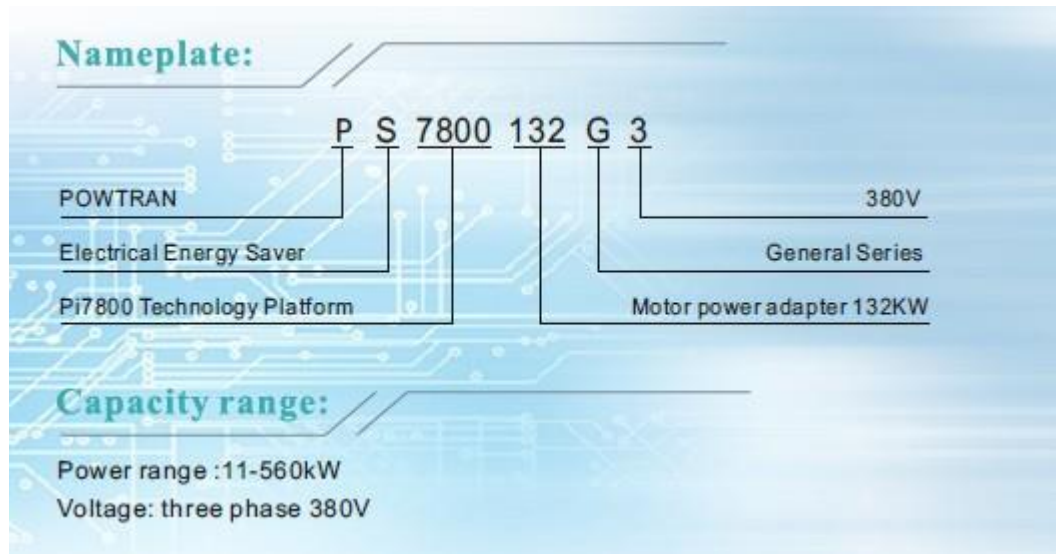 Nameplate:
P S 7800 132 G 3
POWTRAN 380V
Electrical Energy Saver General Series
Pi7800 Technology Platform Motor power adapter 132KW
Capacity range:
Power range :11-560kW
Voltage: three phase 380V